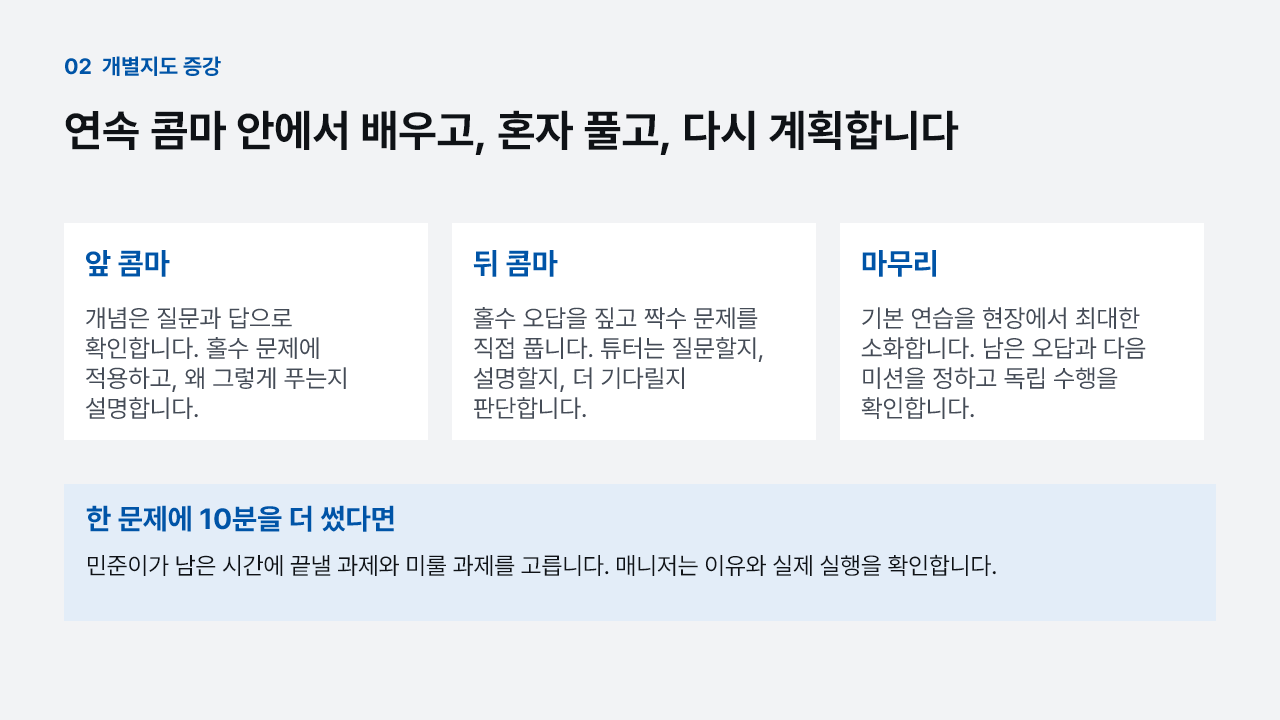 02 개별지도 증강
연속 콤마 안에서 배우고, 혼자 풀고, 다시 계획합니다
앞 콤마
개념은 질문과 답으로
확인합니다. 홀수 문제에
적용하고, 왜 그렇게 푸는지
설명합니다.
뒤 콤마
홀수 오답을 짚고 짝수 문제를
직접 풉니다. 튜터는 질문할지,
설명할지, 더 기다릴지
판단합니다.
마무리
기본 연습을 현장에서 최대한
소화합니다. 남은 오답과 다음
미션을 정하고 독립 수행을
확인합니다.
한 문제에 10분을 더 썼다면
민준이가 남은 시간에 끝낼 과제와 미룰 과제를 고릅니다. 매니저는 이유와 실제 실행을 확인합니다.